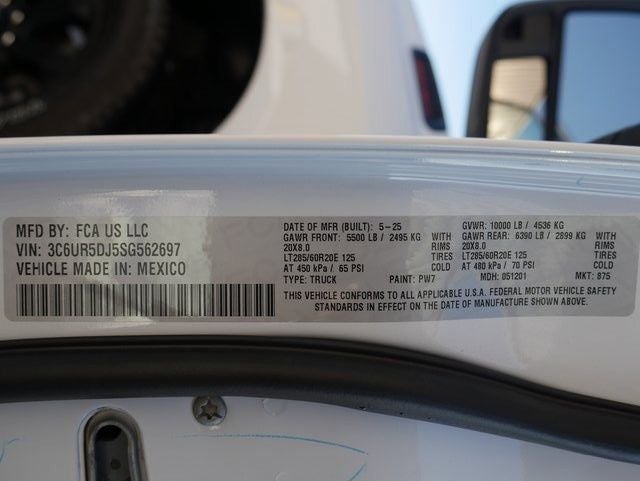 MFD BY: FCA US LLC
VIN: 3C6UR5DJ5SG562697
VEHICLE MADE IN: MEXICO
DATE OF MFR (BUILT): 5-25
GAWR FRONT: 5500 LB / 2495 KG WITH
20X8.0 RIMS
LT285/60R20E 125 TIRES
AT 450 kPa / 65 PSI COLD
TYPE: TRUCK PAINT: PW7
GVWR: 10000 LB / 4536 KG
GAWR REAR: 6390 LB / 2899 KG WITH
20X8.0 RIMS
LT285/60R20E 125 TIRES
AT 480 kPa / 70 PSI COLD
MDH: 051201 MKT: 875
THIS VEHICLE CONFORMS TO ALL APPLICABLE U.S.A. FEDERAL MOTOR VEHICLE SAFETY
STANDARDS IN EFFECT ON THE DATE OF MANUFACTURE SHOWN ABOVE.